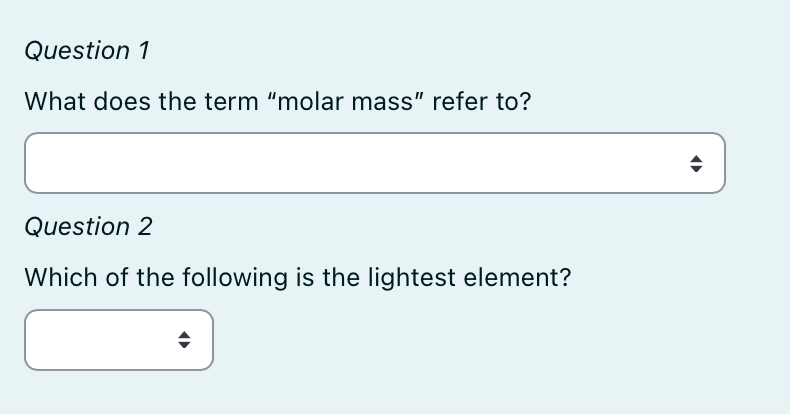 Question 1
What does the term “molar mass” refer to?
Question 2
Which of the following is the lightest element?